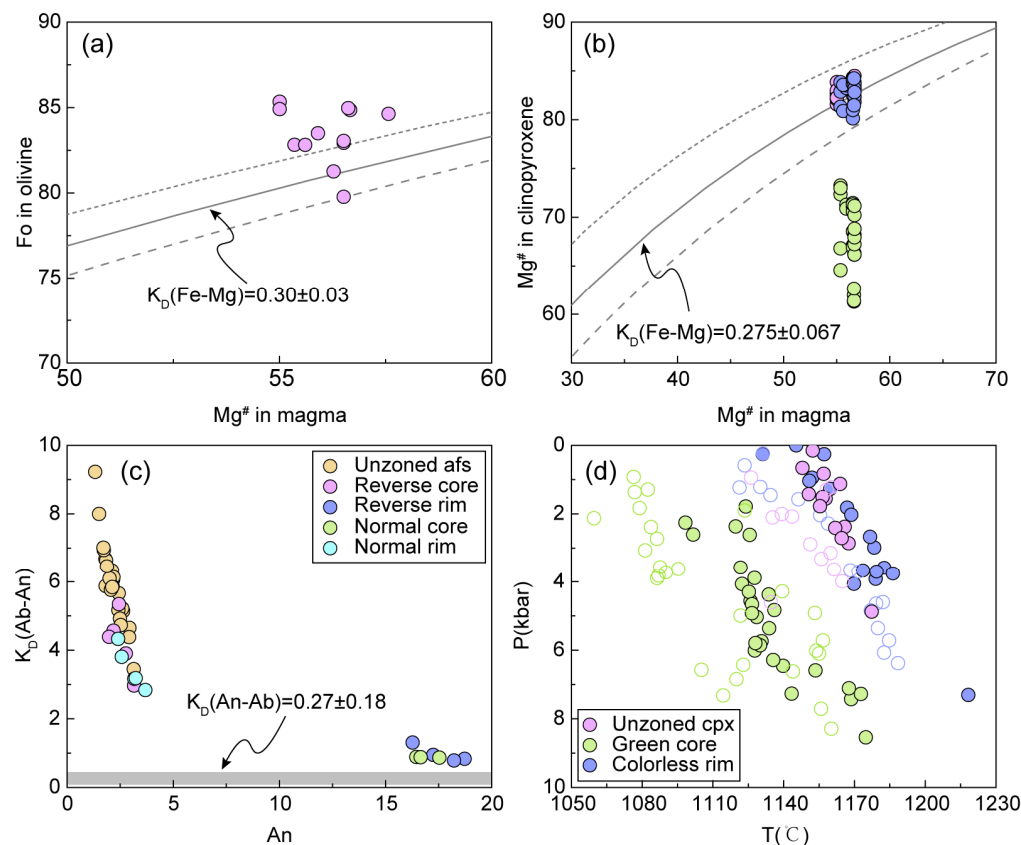 (a)
90
85
80
75
70
50
55
60
Fo in olivine
Mg# in magma
K_D(Fe-Mg)=0.30±0.03
(b)
90
80
70
60
30
40
50
60
70
Mg# in clinopyroxene
Mg# in magma
K_D(Fe-Mg)=0.275±0.067
(c)
10
8
6
4
2
0
0
5
10
15
20
K_D(Ab-An)
An
Unzoned afs
Reverse core
Reverse rim
Normal core
Normal rim
K_D(An-Ab)=0.27±0.18
(d)
0
2
4
6
8
10
1050
1080
1110
1140
1170
1200
1230
P(kbar)
T(℃)
Unzoned cpx
Green core
Colorless rim